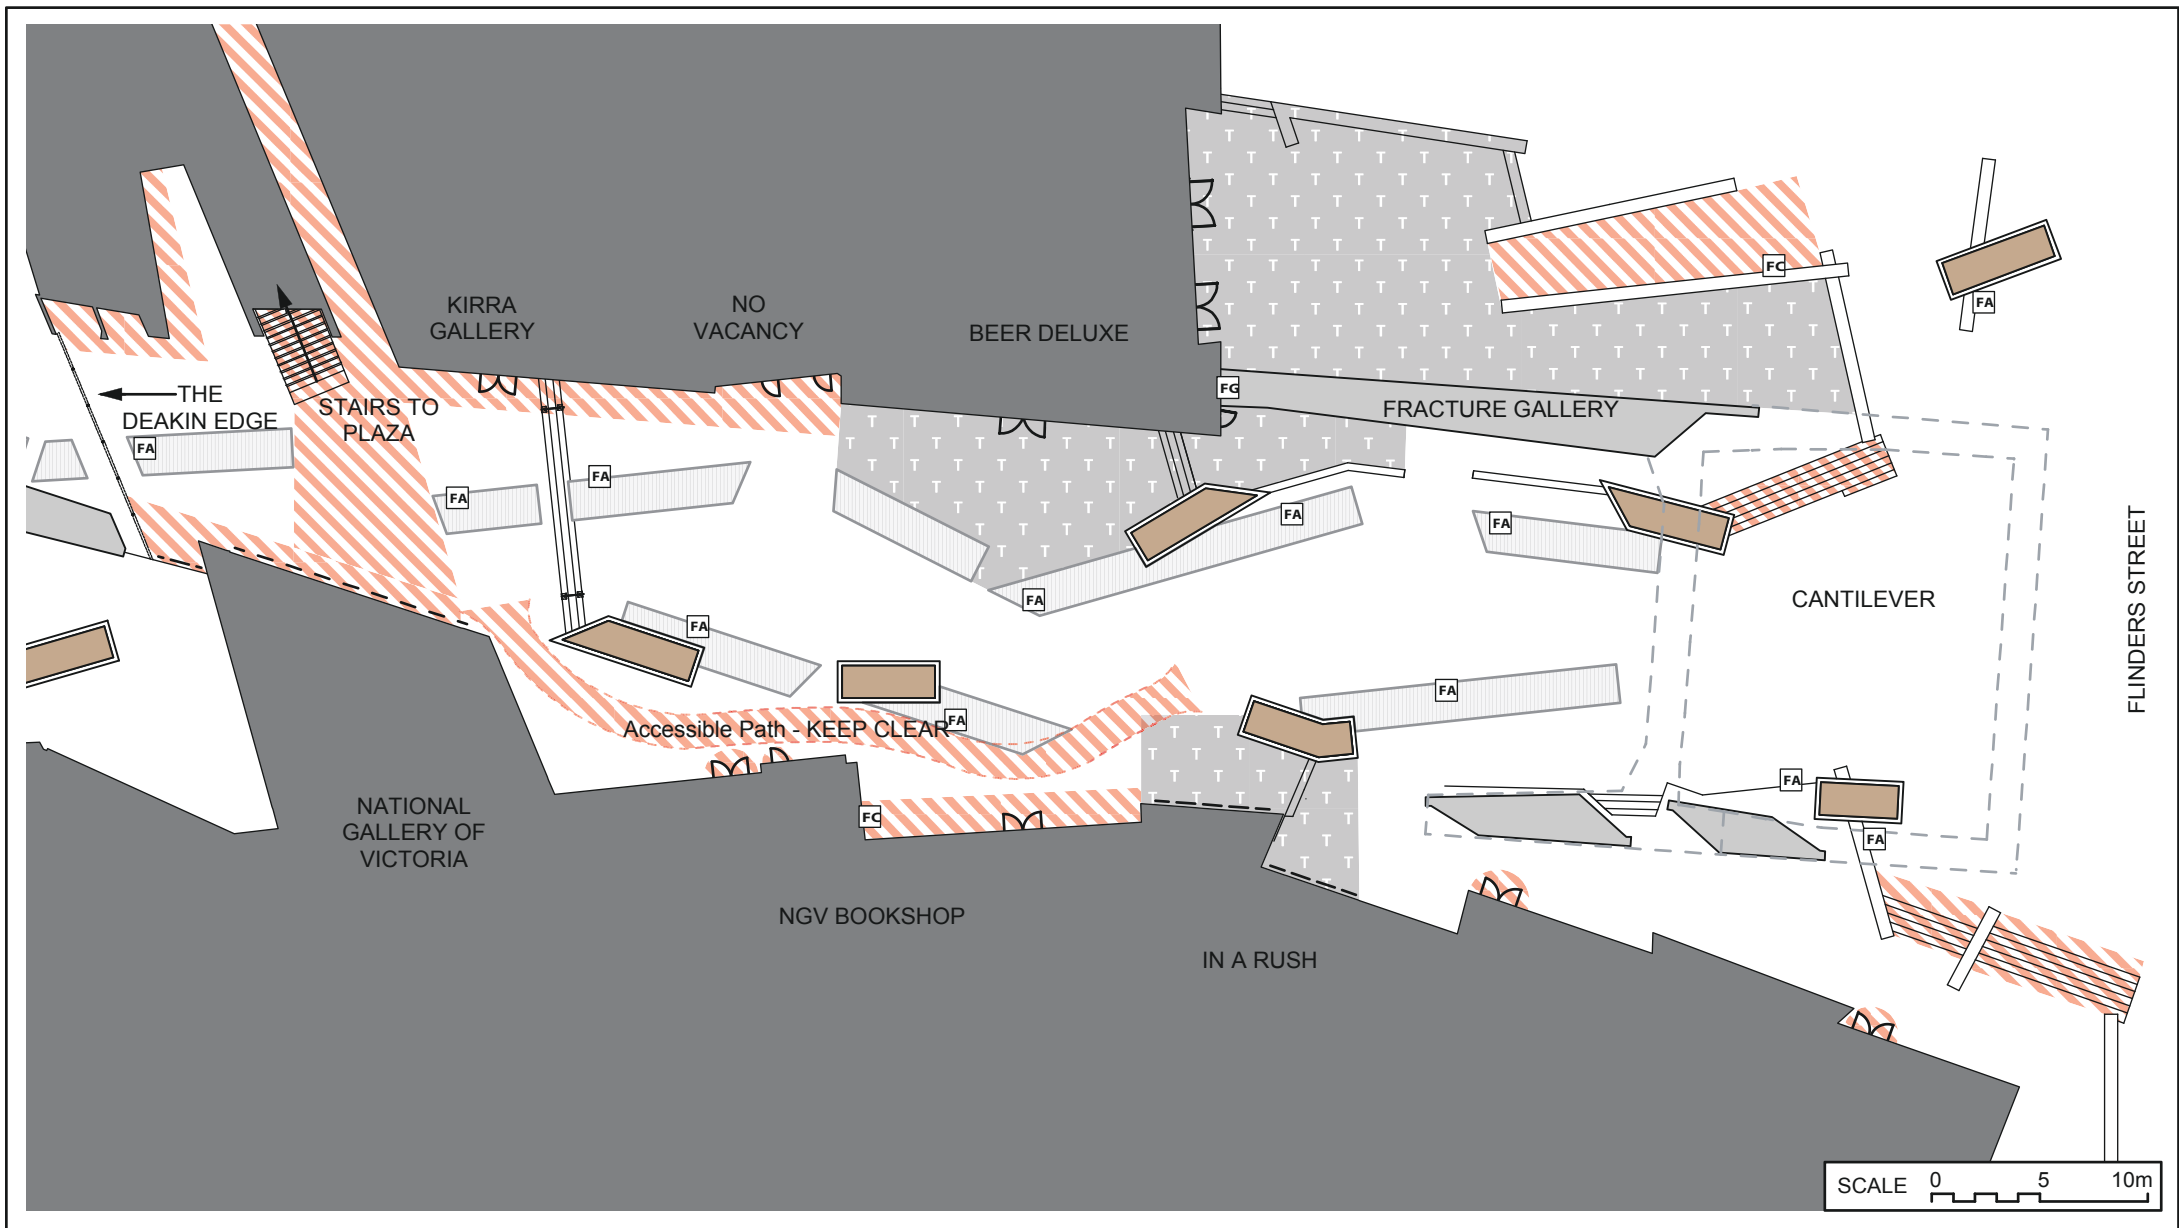 KIRRA
GALLERY
NO
VACANCY
BEER DELUXE
FC
FA
FG
THE
DEAKIN EDGE
STAIRS TO
PLAZA
FRACTURE GALLERY
FA
FA
FA
FA
FA
FA
CANTILEVER
FLINDERS STREET
FA
FA
Accessible Path - KEEP CLEAR
FA
FA
FA
FC
FA
NATIONAL
GALLERY OF
VICTORIA
NGV BOOKSHOP
IN A RUSH
SCALE 0 5 10m